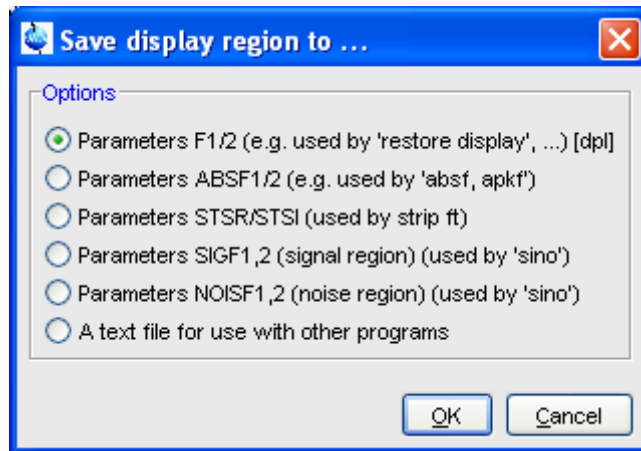 Save display region to ...
Options
Parameters F1/2 (e.g. used by 'restore display', ...) [dpl]
Parameters ABSF1/2 (e.g. used by 'absf, apkf')
Parameters STSR/STSI (used by strip ft)
Parameters SIGF1,2 (signal region) (used by 'sino')
Parameters NOISF1,2 (noise region) (used by 'sino')
A text file for use with other programs
OK Cancel